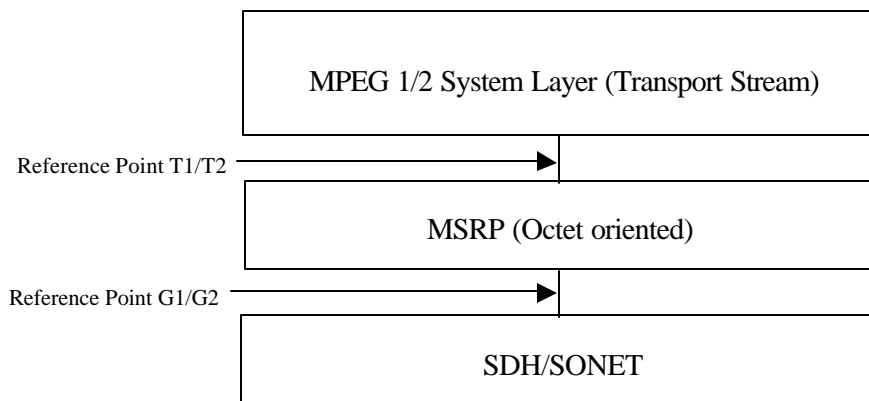 MPEG 1/2 System Layer (Transport Stream)
Reference Point T1/T2
MSRP (Octet oriented)
Reference Point G1/G2
SDH/SONET